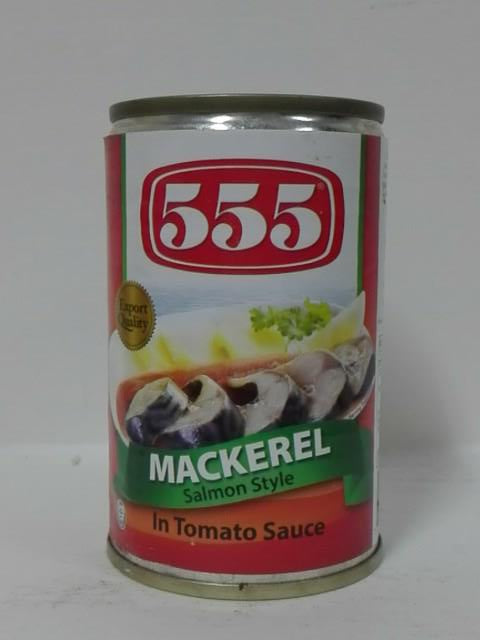 555
Export
Quality
MACKEREL
Salmon Style
In Tomato Sauce